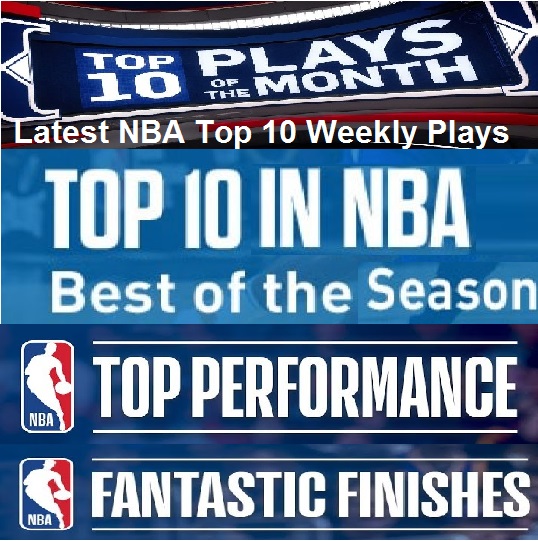 TOP 10 PLAYS OF THE MONTH
Latest NBA Top 10 Weekly Plays
TOP 10 IN NBA
Best of the Season
NBA TOP PERFORMANCE
NBA FANTASTIC FINISHES